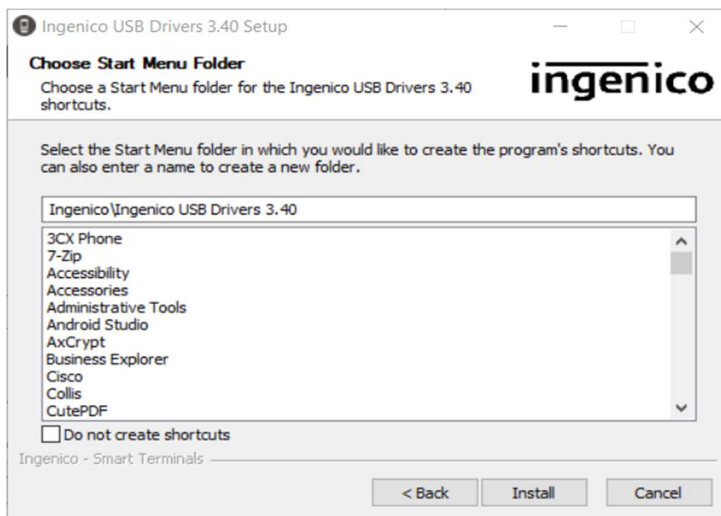 Ingenico USB Drivers 3.40 Setup
Choose Start Menu Folder
Choose a Start Menu folder for the Ingenico USB Drivers 3.40
shortcuts.
ingenico
Select the Start Menu folder in which you would like to create the program's shortcuts. You
can also enter a name to create a new folder.
Ingenico\Ingenico USB Drivers 3.40
3CX Phone
7-Zip
Accessibility
Accessories
Administrative Tools
Android Studio
AxCrypt
Business Explorer
Cisco
Collis
CutePDF
Do not create shortcuts
Ingenico - Smart Terminals
< Back Install Cancel